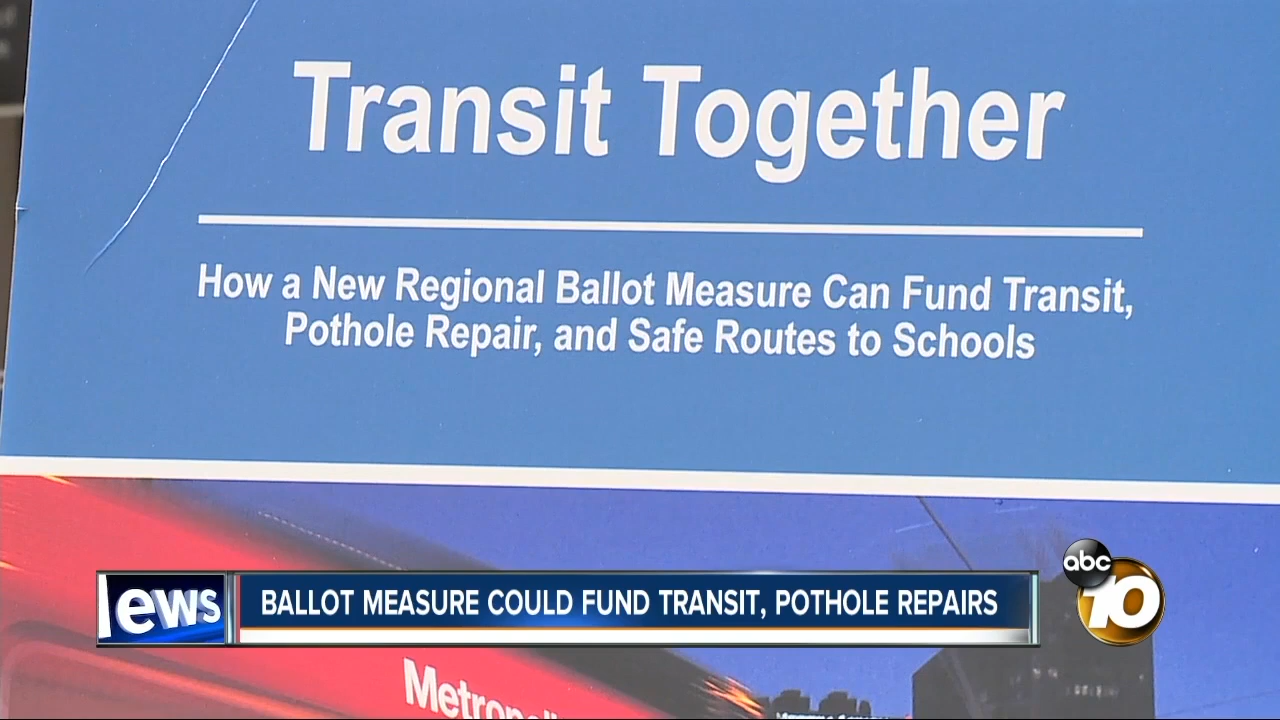 Transit Together
How a New Regional Ballot Measure Can Fund Transit,
Pothole Repair, and Safe Routes to Schools
ews
BALLOT MEASURE COULD FUND TRANSIT, POTHOLE REPAIRS
abc
10
Metropoli